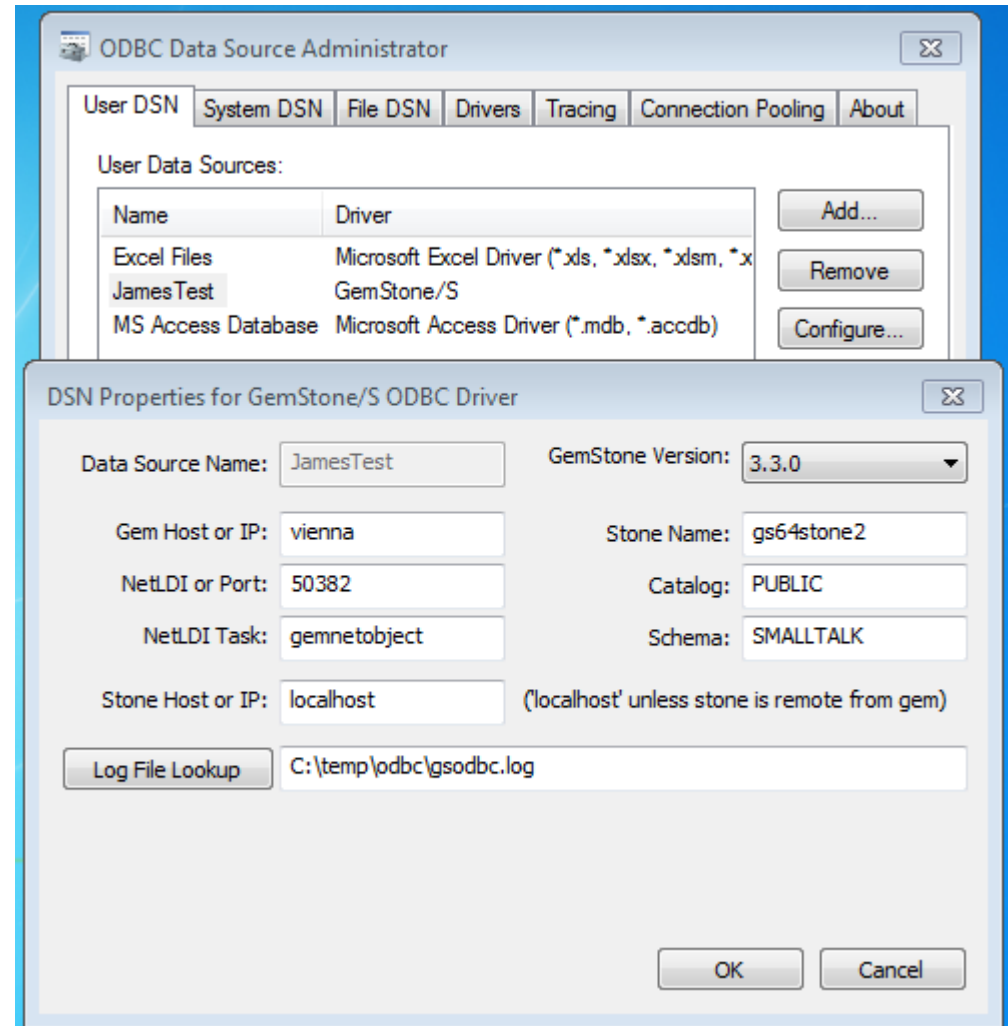 ODBC Data Source Administrator
User DSN System DSN File DSN Drivers Tracing Connection Pooling About
User Data Sources:
Name Driver Add...
Excel Files Microsoft Excel Driver (*.xls, *.xlsx, *.xlsm, *.x
Remove
JamesTest GemStone/S
MS Access Database Microsoft Access Driver (*.mdb, *.accdb) Configure...
DSN Properties for GemStone/S ODBC Driver
Data Source Name: JamesTest GemStone Version: 3.3.0
Gem Host or IP: vienna Stone Name: gs64stone2
NetLDI or Port: 50382 Catalog: PUBLIC
NetLDI Task: gemnetobject Schema: SMALLTALK
Stone Host or IP: localhost ('localhost' unless stone is remote from gem)
Log File Lookup C:\temp\odbc\gsodbc.log
OK Cancel